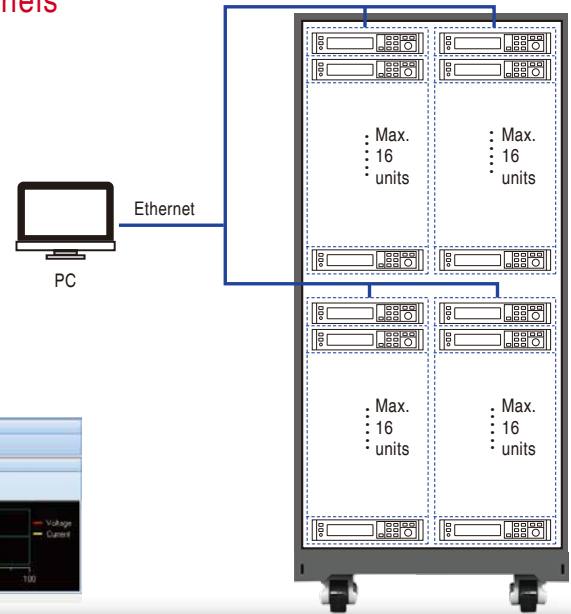 nels
Max.
16
units
Max.
16
units
Ethernet
PC
Max.
16
units
Max.
16
units
Voltage
Current
100